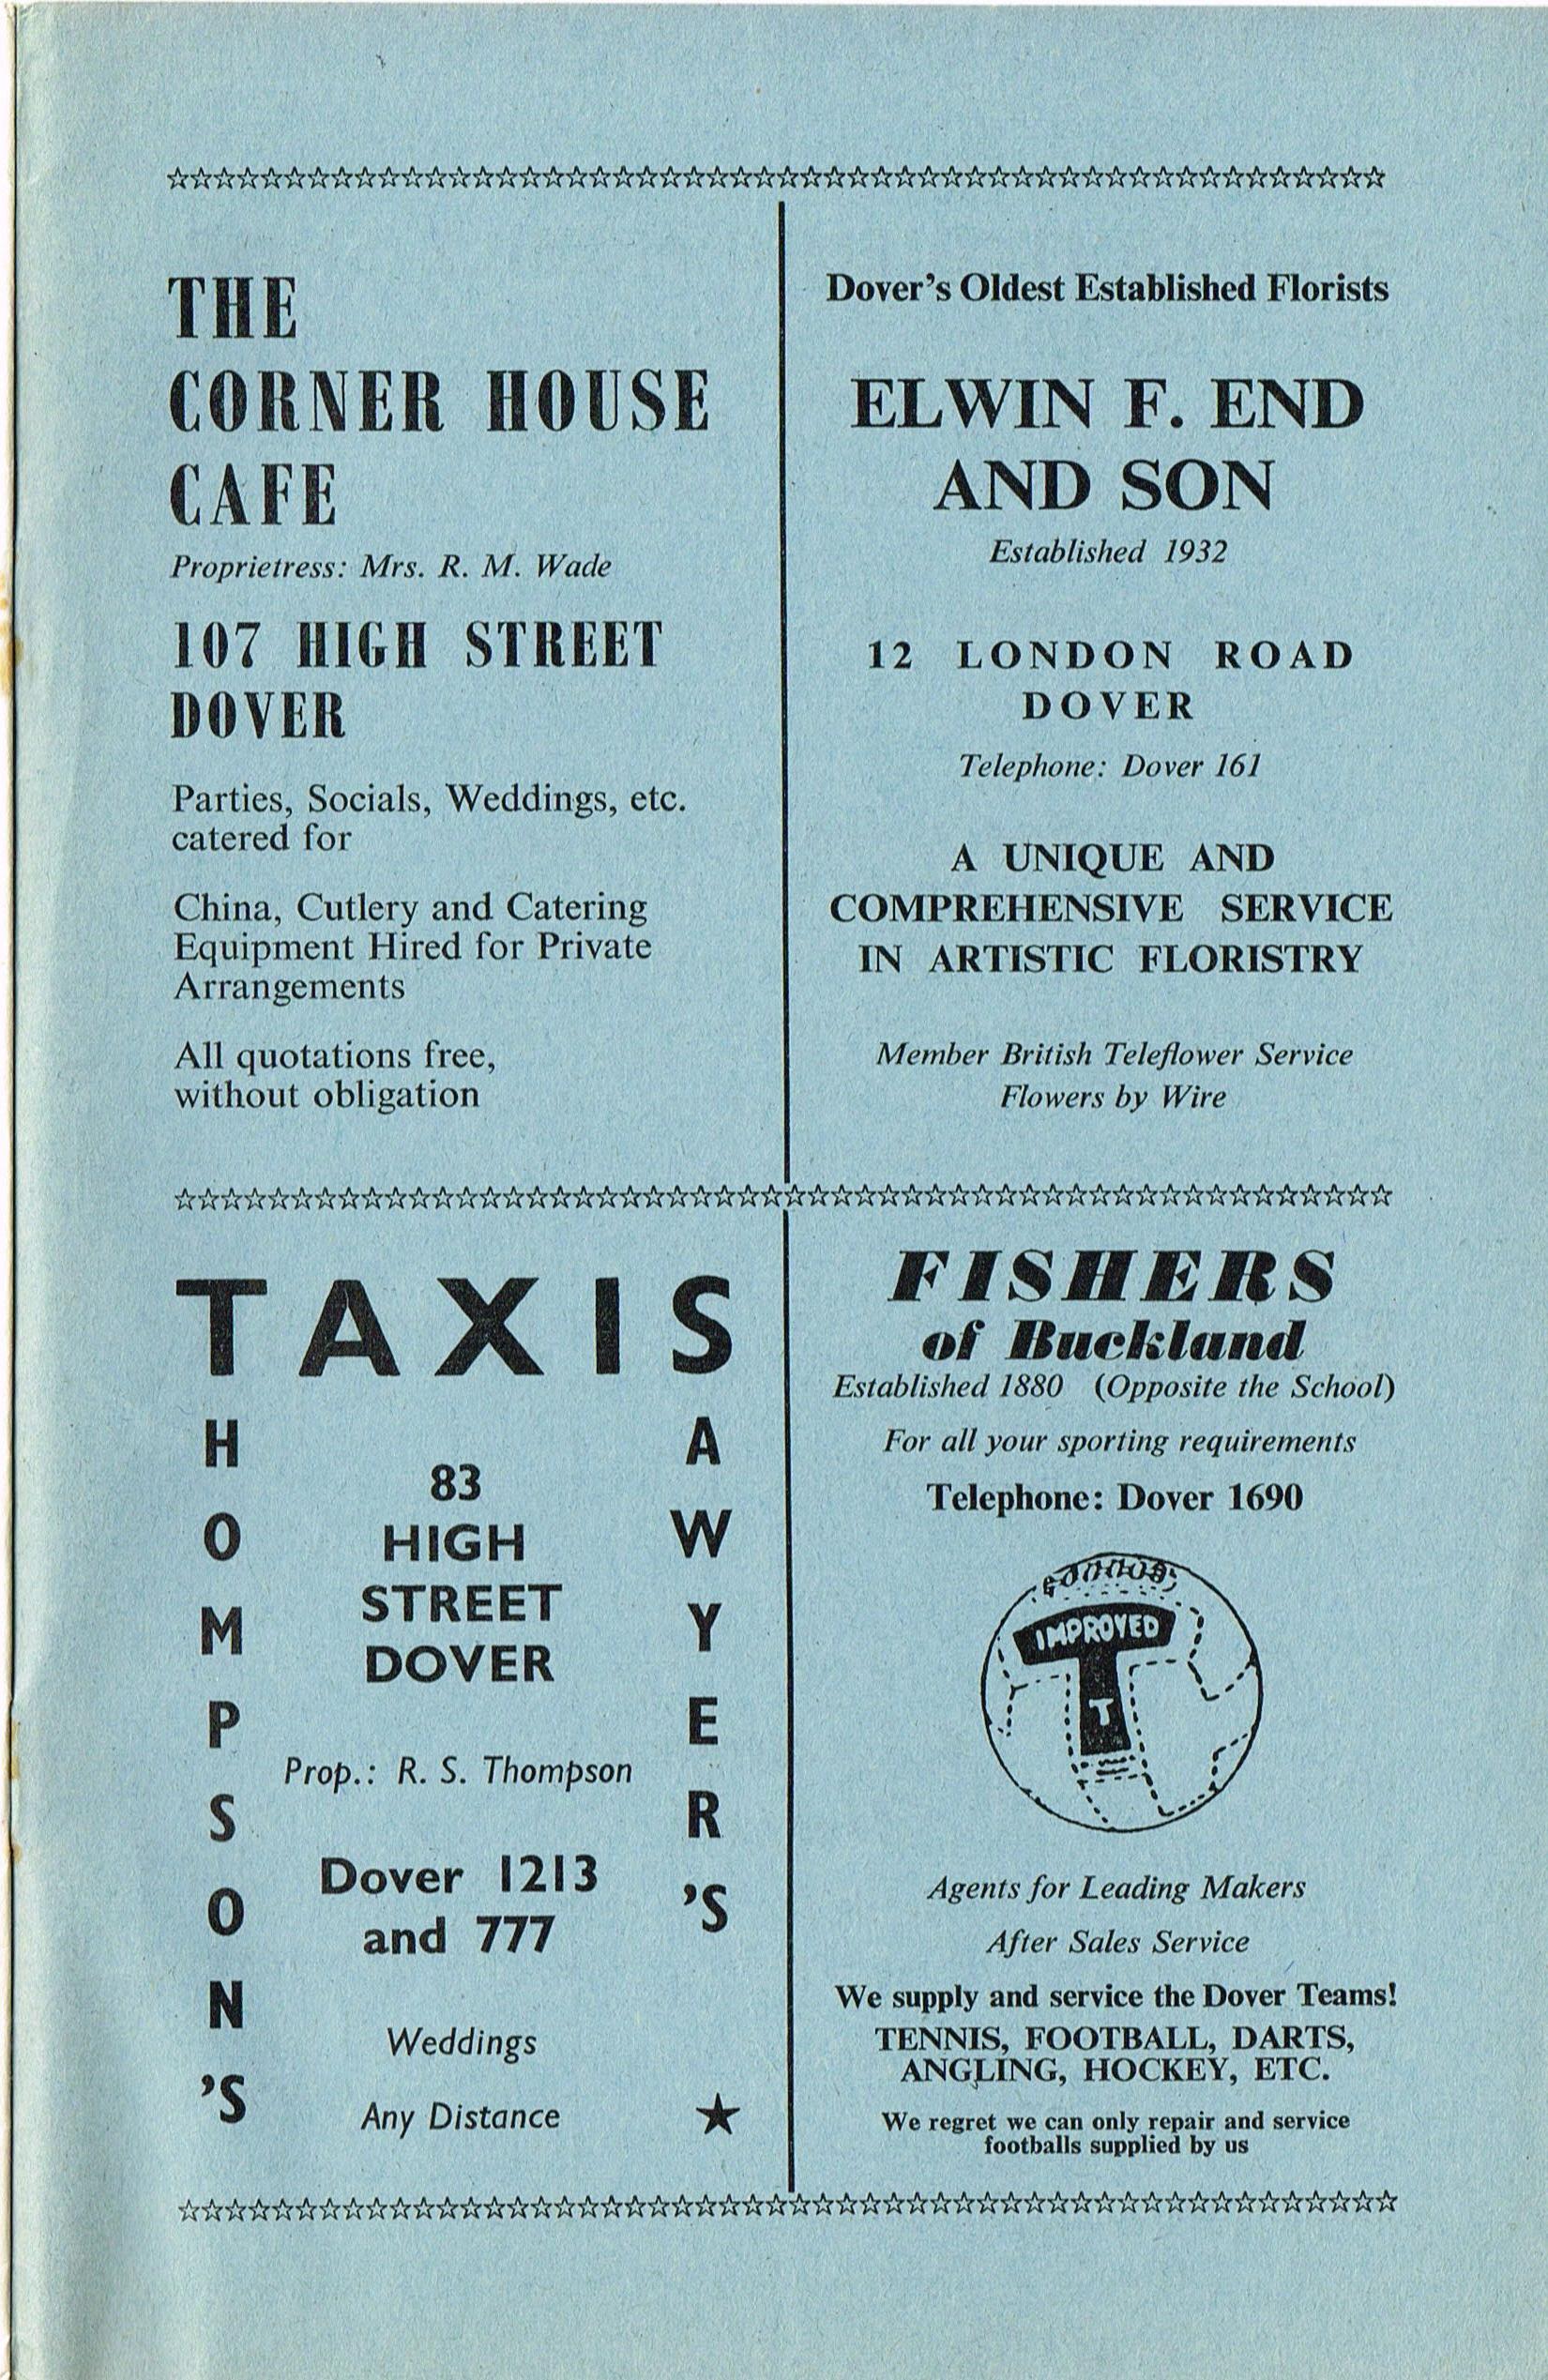 THE
CORNER HOUSE
CAFE
Proprietress: Mrs. R. M. Wade
107 HIGH STREET
DOVER
Parties, Socials, Weddings, etc.
catered for
China, Cutlery and Catering
Equipment Hired for Private
Arrangements
All quotations free,
without obligation
Dover's Oldest Established Florists
ELWIN F. END
AND SON
Established 1932
12 LONDON ROAD
DOVER
Telephone: Dover 161
A UNIQUE AND
COMPREHENSIVE SERVICE
IN ARTISTIC FLORISTRY
Member British Teleflower Service
Flowers by Wire
TAXIS
THOMPSON'S
SAWYER'S
83
HIGH
STREET
DOVER
Prop.: R. S. Thompson
Dover 1213
and 777
Weddings
Any Distance
FISHERS
of Buckland
Established 1880 (Opposite the School)
For all your sporting requirements
Telephone: Dover 1690
IMPROVED
T
T
Agents for Leading Makers
After Sales Service
We supply and service the Dover Teams!
TENNIS, FOOTBALL, DARTS,
ANGLING, HOCKEY, ETC.
We regret we can only repair and service
footballs supplied by us